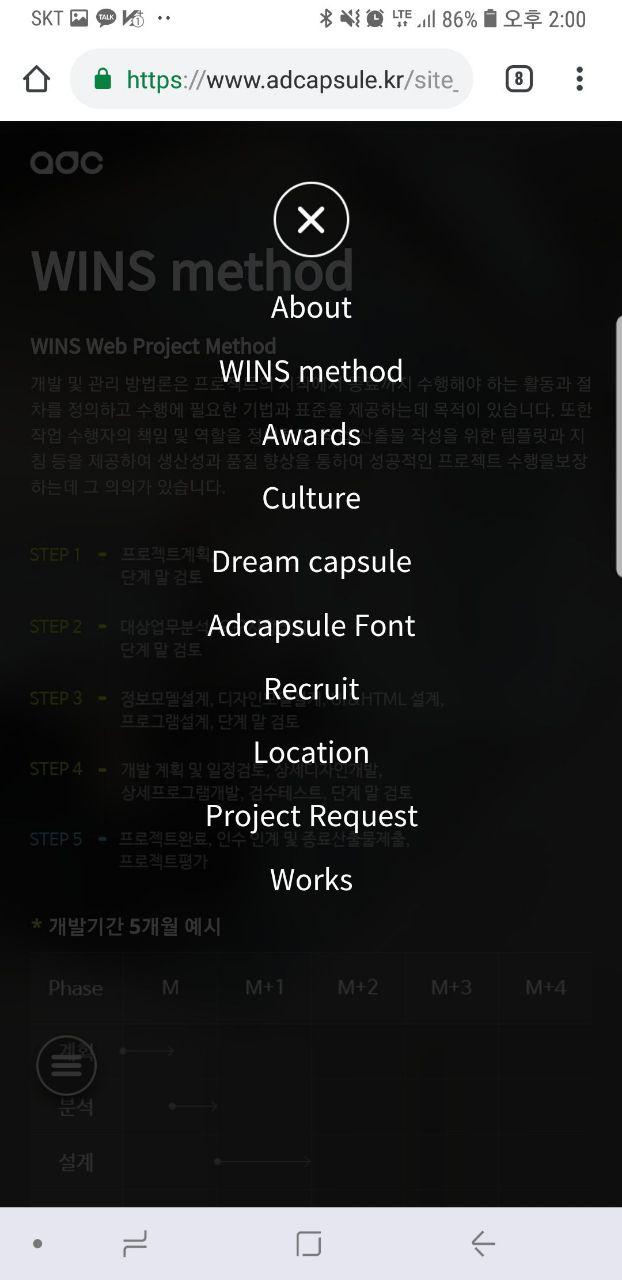 SKT
TALK
LTE
86%
오후 2:00
https://www.adcapsule.kr/site_
8
adc
WINS method
About
WINS Web Project Method
WINS method
개발 및 관리 방법론은 프로젝트의 시작에서 종료까지 수행해야 하는 활동과 절
차를 정의하고 수행에 필요한 기법과 표준을 제공하는데 목적이 있습니다. 또한
작업 수행자의 책임 및 역할을 산출물 작성을 위한 템플릿과 지
Awards
침 등을 제공하여 생산성과 품질 향상을 통하여 성공적인 프로젝트 수행을보장
하는데 그 의의가 있습니다.
Culture
STEP 1 - 프로젝트계획
단계 말 검토
Dream capsule
STEP 2 - 대상업무분석
단계 말 검토
Adcapsule Font
Recruit
STEP 3 - 정보모델설계, HTML 설계,
프로그램설계, 단계 말 검토
Location
STEP 4 - 개발 계획 및 일정검토, 상세디자인개발,
상세프로그램개발, 검수테스트, 단계 말 검토
Project Request
STEP 5 - 프로젝트완료, 인수 인계 및 종료산출물제출,
프로젝트평가
Works
* 개발기간 5개월 예시
Phase M M+1 M+2 M+3 M+4
계획
분석
설계